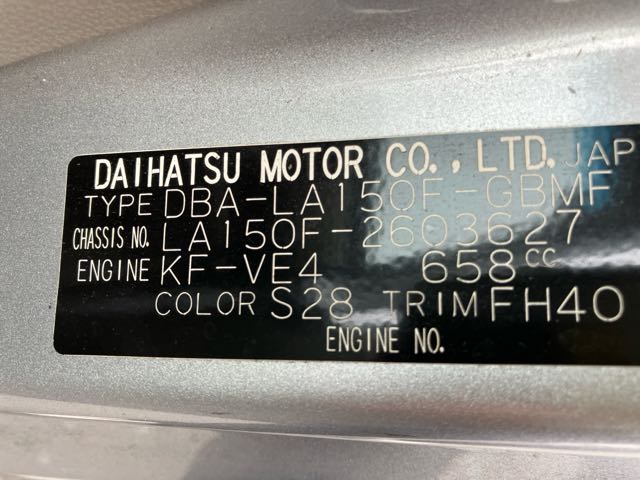 DAIHATSU MOTOR CO., LTD. JAP
TYPE DBA-LA150F-GBMF
CHASSIS NO. LA150F-2603627
ENGINE KF-VE4 658cc
COLOR S28 TRIM FH40
ENGINE NO.